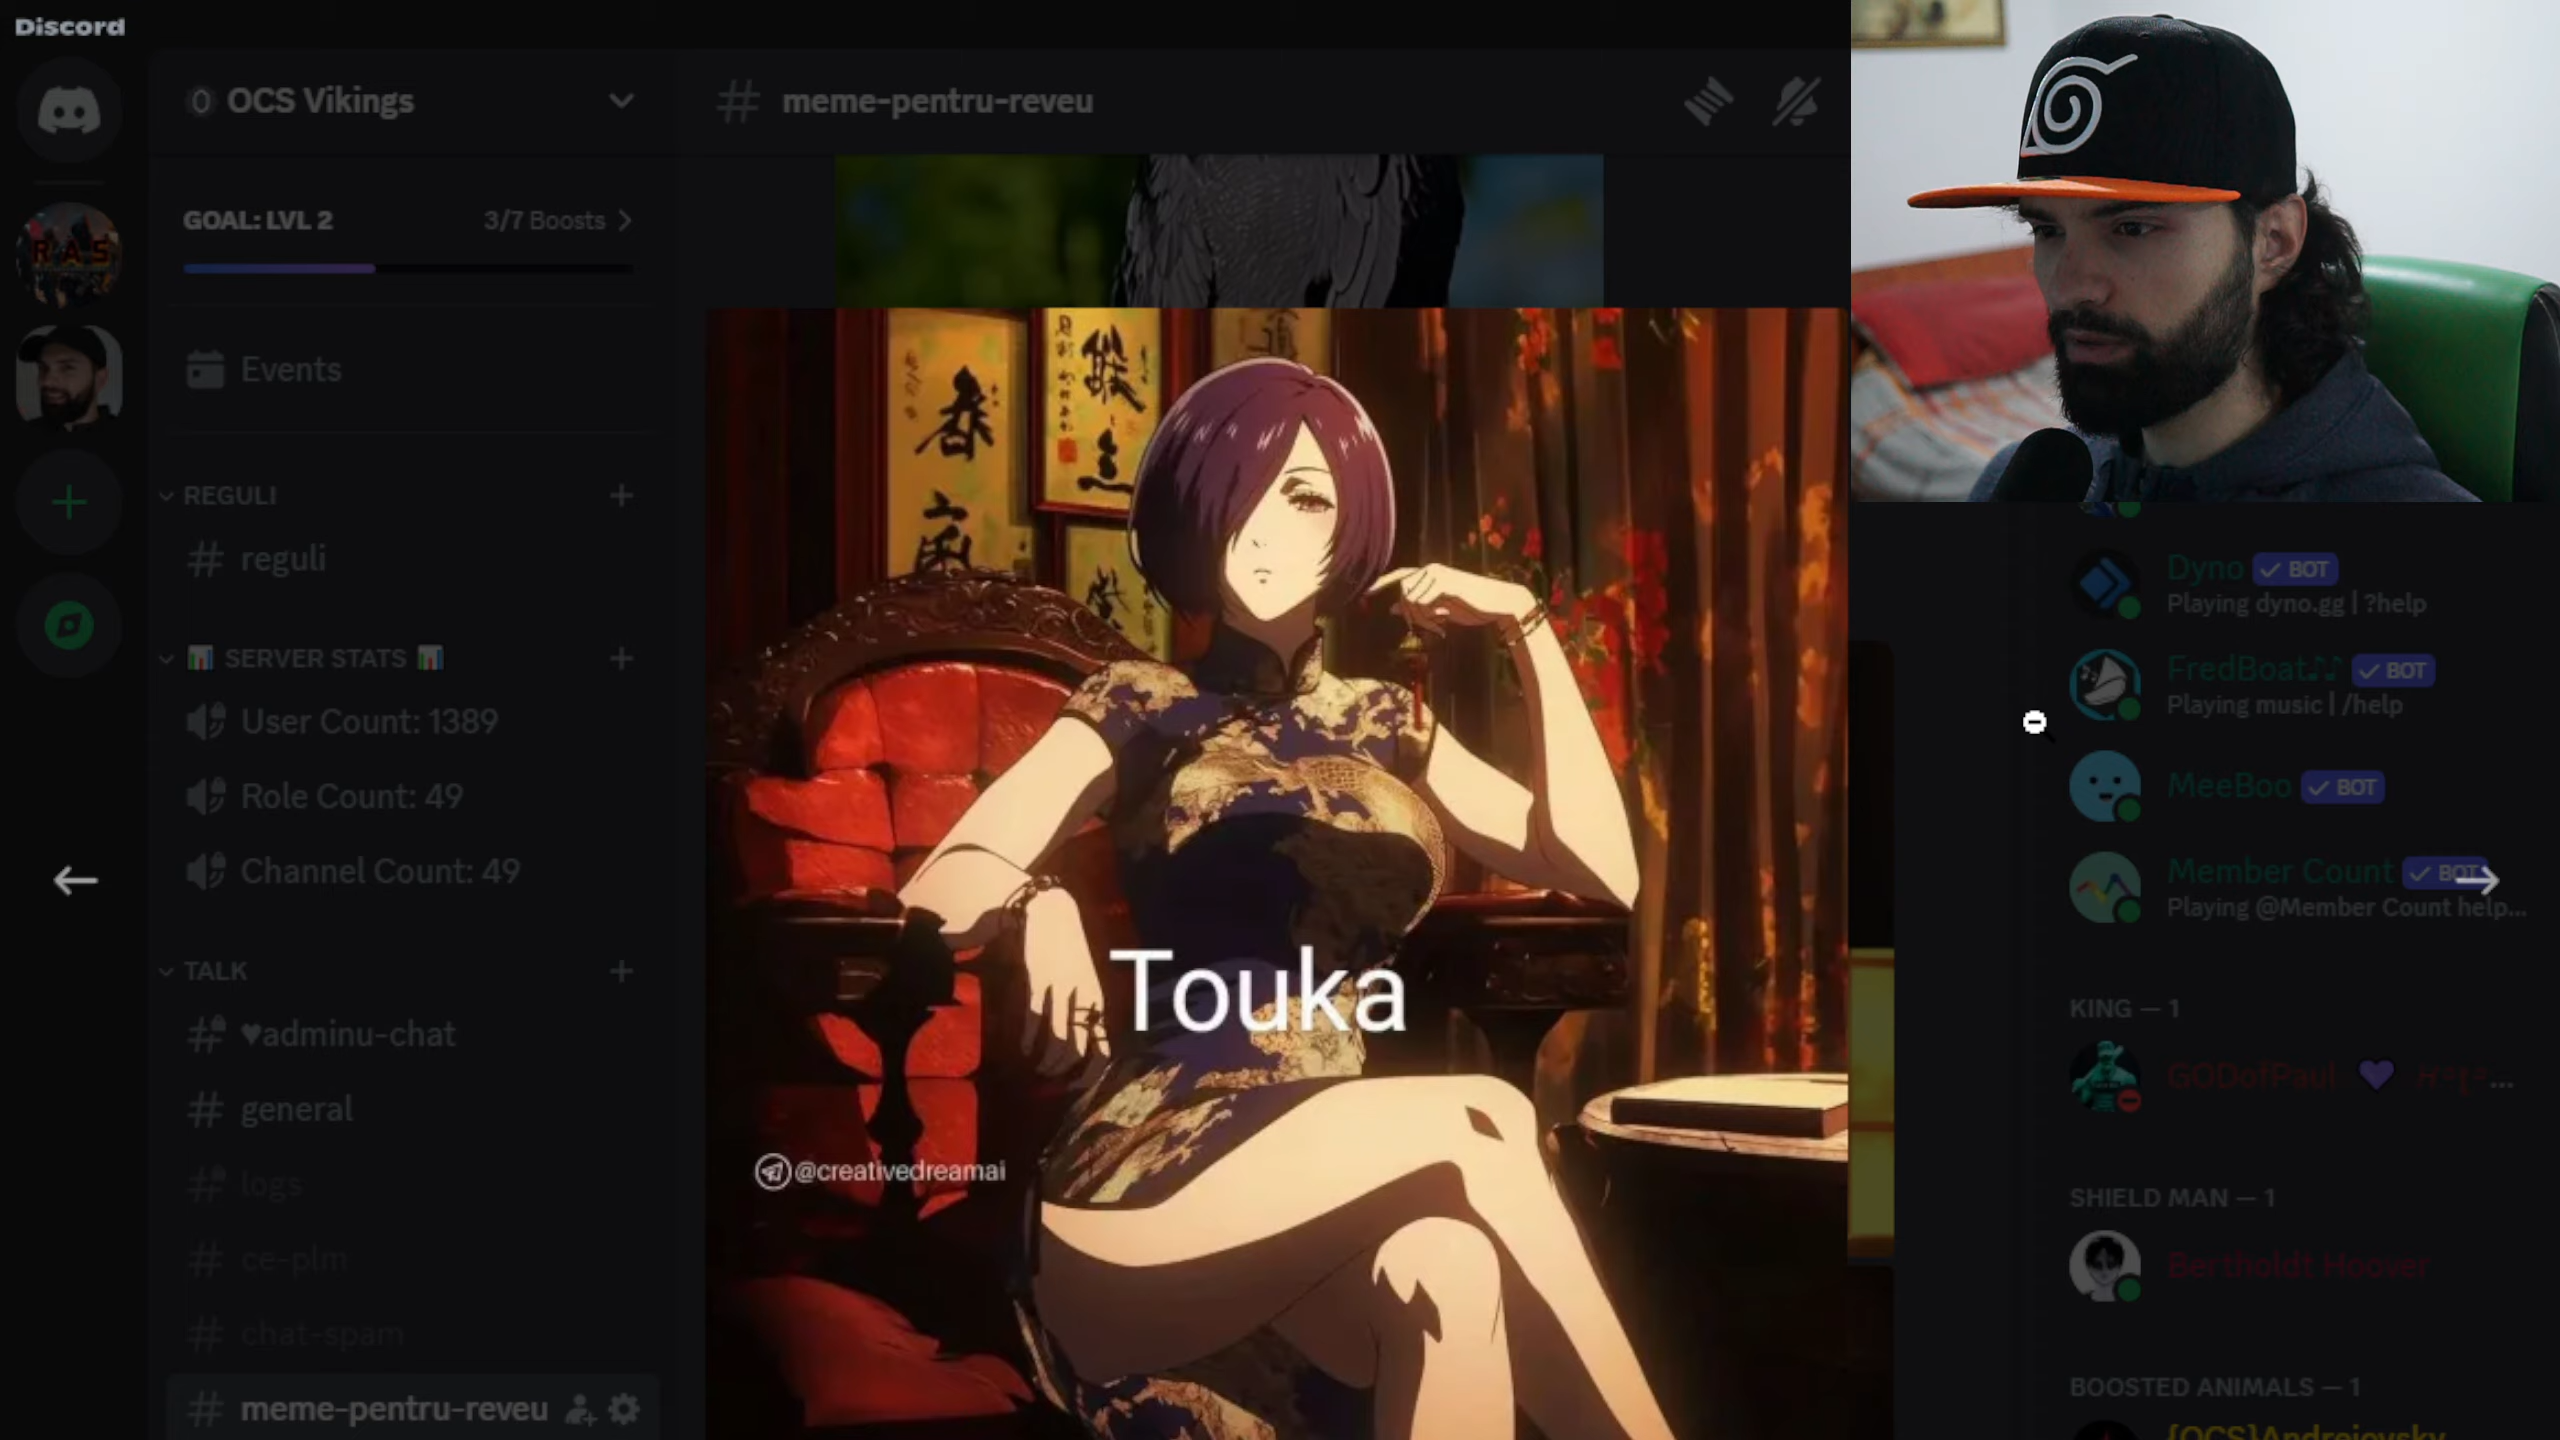 Discord
OCS Vikings
meme-pentru-reveu
GOAL: LVL 2
3/7 Boosts
Events
REGULI
reguli
SERVER STATS
User Count: 1389
Role Count: 49
Channel Count: 49
TALK
♥adminu-chat
general
logs
ce-plm
chat-spam
meme-pentru-reveu
RAS
春
Touka
@creativedreamai
Dyno ✓ BOT
Playing dyno.gg | ?help
FredBoat♪♪ ✓ BOT
Playing music | /help
MeeBoo ✓ BOT
Member Count ✓ BOT
Playing @Member Count help...
KING — 1
GODofPaul
SHIELD MAN — 1
Bertholdt Hoover
BOOSTED ANIMALS — 1